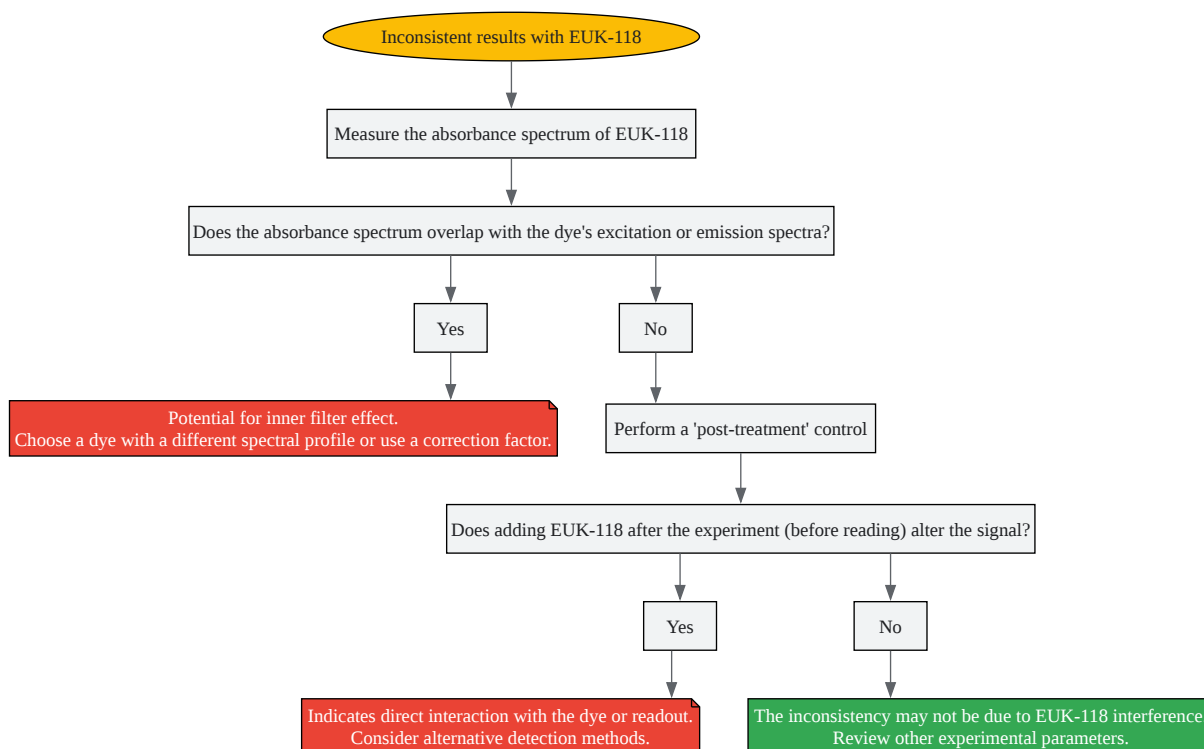 Inconsistent results with EUK-118
Measure the absorbance spectrum of EUK-118
Does the absorbance spectrum overlap with the dye's excitation or emission spectra?
Yes
No
Potential for inner filter effect.
Choose a dye with a different spectral profile or use a correction factor.
Perform a 'post-treatment' control
Does adding EUK-118 after the experiment (before reading) alter the signal?
Yes
No
Indicates direct interaction with the dye or readout.
Consider alternative detection methods.
The inconsistency may not be due to EUK-118 interference
Review other experimental parameters.